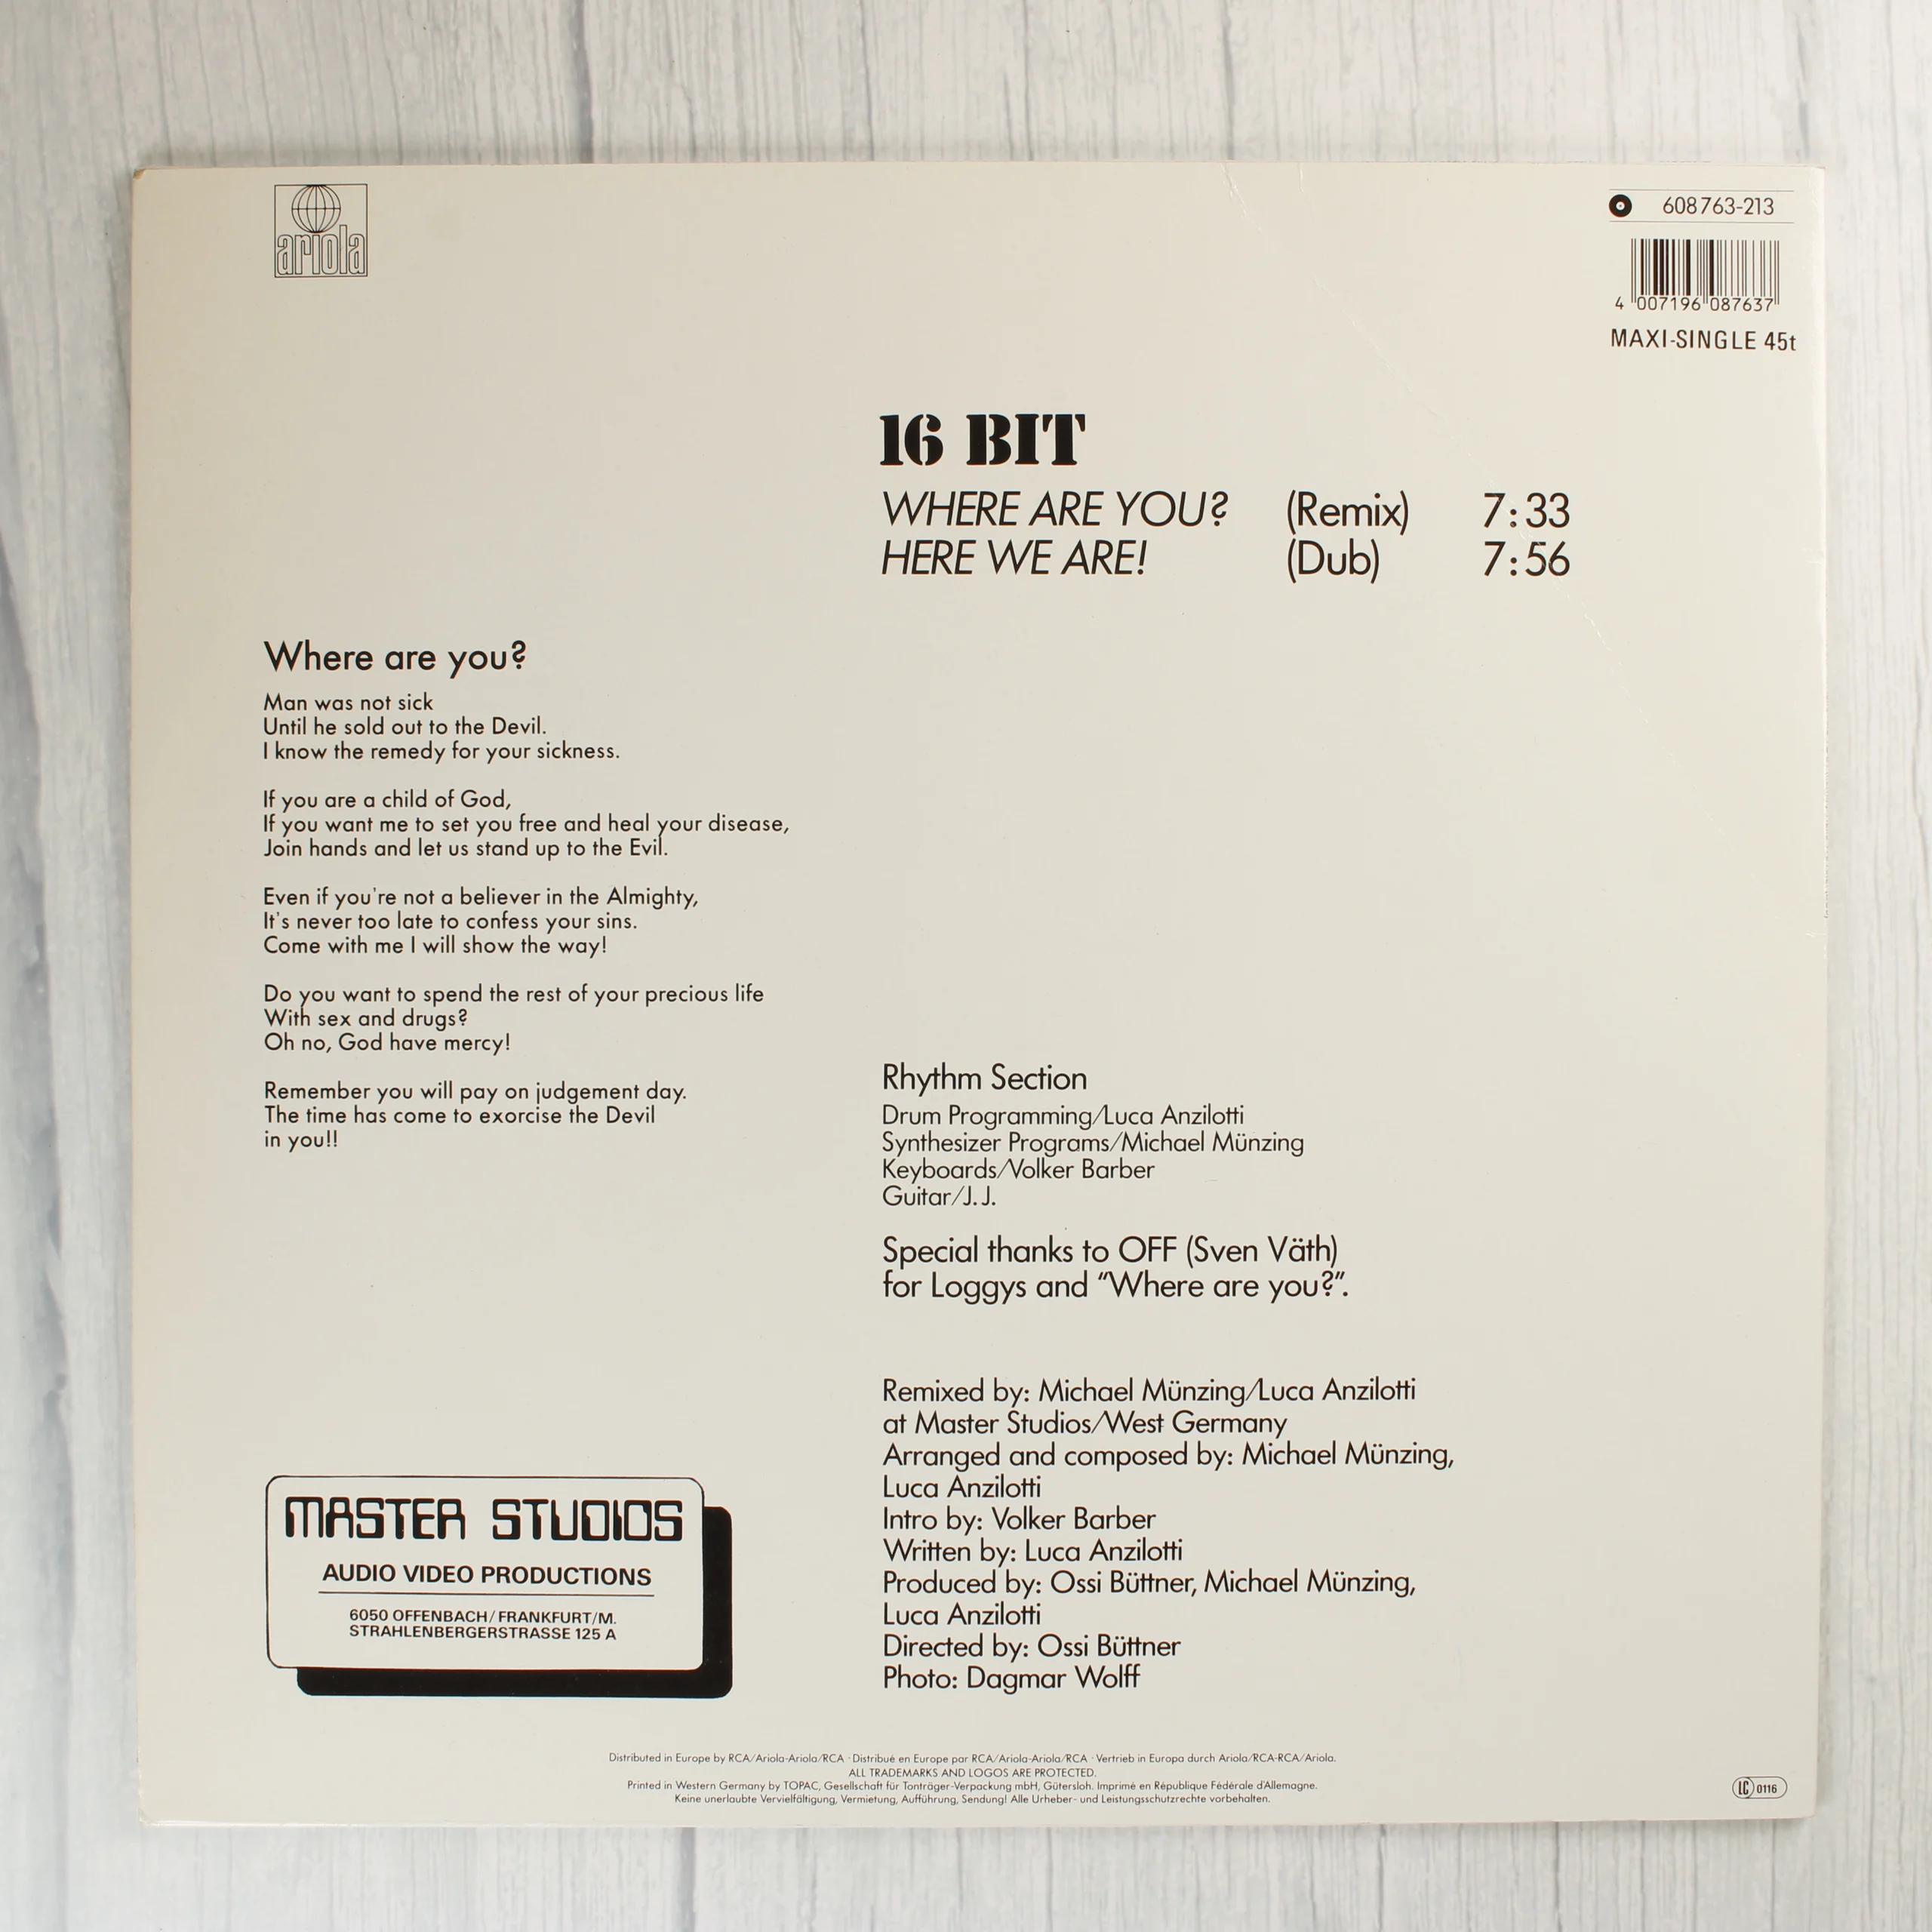 ariola
608763-213
4 007196 087637
MAXI-SINGLE 45t
16 BIT
WHERE ARE YOU? (Remix) 7:33
HERE WE ARE! (Dub) 7:56
Where are you?
Man was not sick
Until he sold out to the Devil.
I know the remedy for your sickness.
If you are a child of God,
If you want me to set you free and heal your disease,
Join hands and let us stand up to the Evil.
Even if you're not a believer in the Almighty,
It's never too late to confess your sins.
Come with me I will show the way!
Do you want to spend the rest of your precious life
With sex and drugs?
Oh no, God have mercy!
Remember you will pay on judgement day.
The time has come to exorcise the Devil
in you!!
Rhythm Section
Drum Programming/Luca Anzilotti
Synthesizer Programs/Michael Münzing
Keyboards/Volker Barber
Guitar/J.J.
Special thanks to OFF (Sven Väth)
for Loggys and "Where are you?".
Remixed by: Michael Münzing/Luca Anzilotti
at Master Studios/West Germany
Arranged and composed by: Michael Münzing,
Luca Anzilotti
Intro by: Volker Barber
Written by: Luca Anzilotti
Produced by: Ossi Büttner, Michael Münzing,
Luca Anzilotti
Directed by: Ossi Büttner
Photo: Dagmar Wolff
MASTER STUDIOS
AUDIO VIDEO PRODUCTIONS
6050 OFFENBACH/FRANKFURT/M.
STRAHLENBERGERSTRASSE 125 A
Distributed in Europe by RCA/Ariola-Ariola/RCA · Distribué en Europe par RCA/Ariola-Ariola/RCA · Vertrieb in Europa durch Ariola/RCA-RCA/Ariola.
ALL TRADEMARKS AND LOGOS ARE PROTECTED.
Printed in Western Germany by TOPAC, Gesellschaft für Tonträger-Verpackung mbH, Gütersloh. Imprimé en République Fédérale d'Allemagne.
Keine unerlaubte Vervielfältigung, Vermietung, Aufführung, Sendung! Alle Urheber- und Leistungsschutzrechte vorbehalten.
LC 0116